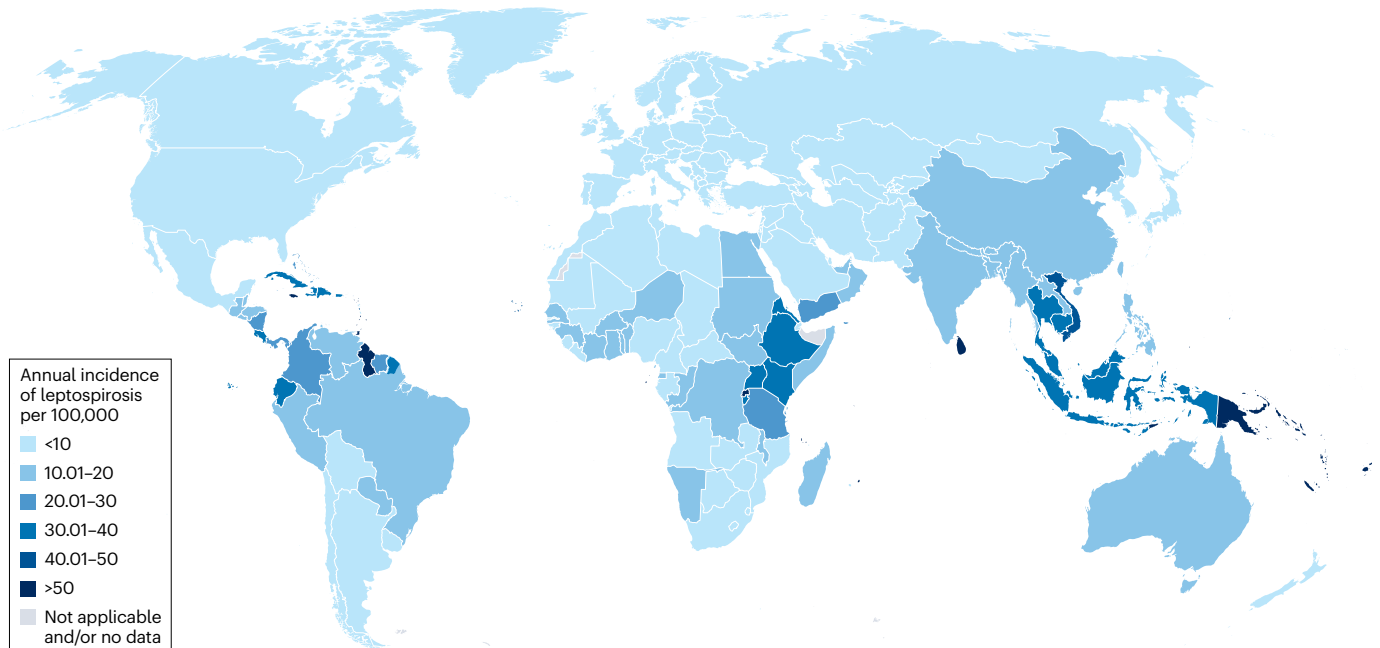 Annual incidence
of leptospirosis
per 100,000
<10
10.01–20
20.01–30
30.01–40
40.01–50
>50
Not applicable
and/or no data